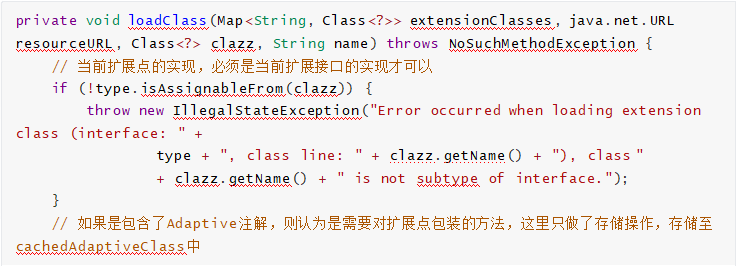 private void loadClass(Map<String, Class<?>> extensionClasses, java.net.URL
resourceURL, Class<?> clazz, String name) throws NoSuchMethodException {
// 当前扩展点的实现，必须是当前扩展接口的实现才可以
if (!type.isAssignableFrom(clazz)) {
throw new IllegalStateException("Error occurred when loading extension
class (interface: " +
type + ", class line: " + clazz.getName() + "), class "
+ clazz.getName() + " is not subtype of interface.");
}
// 如果是包含了Adaptive注解，则认为是需要对扩展点包装的方法，这里只做了存储操作，存储至
cachedAdaptiveClass中